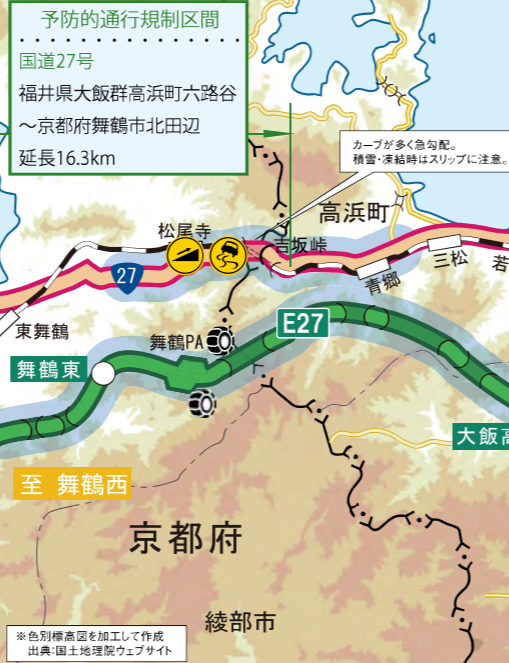 予防的通行規制区間
国道27号
福井県大飯群高浜町六路谷
～京都府舞鶴市北田辺
延長16.3km
カーブが多く急勾配。
積雪・凍結時はスリップに注意。
高浜町
松尾寺
吉坂峠
27
三松
若
青郷
東舞鶴
舞鶴PA
E27
舞鶴東
大飯高
至 舞鶴西
京都府
綾部市
※色別標高図を加工して作成
出典:国土地理院ウェブサイト